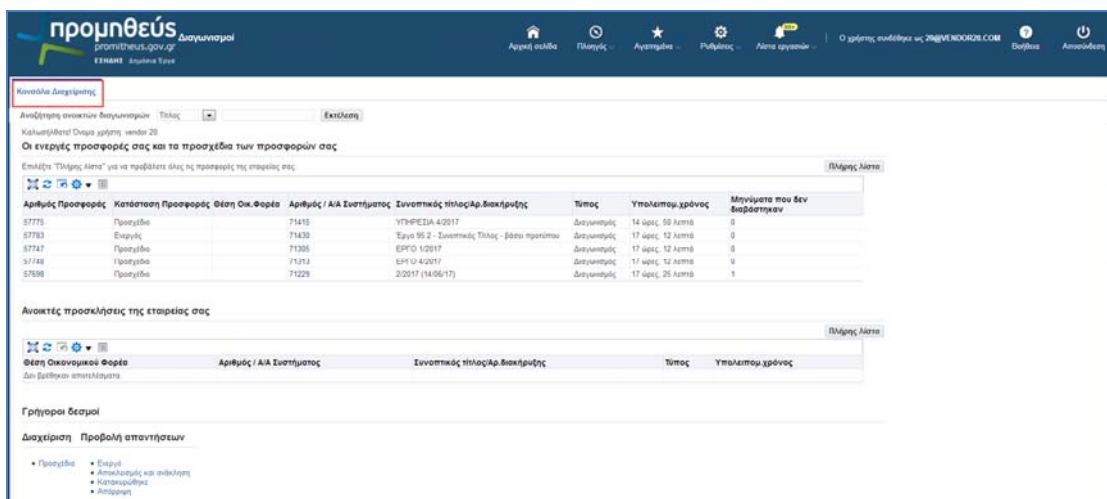 προμηθεύς Διαγωνισμοί
promitheus.gov.gr
ΕΣΗΔΗΣ Δημόσια Έργα
Αρχική σελίδα Πλοηγός Αγαπημένα Ρυθμίσεις Λίστα εργασιών Ο χρήστης συνδέθηκε ως 20@VENDOR20.COM Βοήθεια Αποσύνδεση
Κονσόλα Διαχείρισης
Αναζήτηση ανοικτών διαγωνισμών Τίτλος Εκτέλεση
Καλωσήλθατε! Όνομα χρήστη: vendor 20
Οι ενεργές προσφορές σας και τα προσχέδια των προσφορών σας
Επιλέξτε "Πλήρης Λίστα" για να προβάλετε όλες τις προσφορές της εταιρείας σας. Πλήρης Λίστα
Αριθμός Προσφοράς Κατάσταση Προσφοράς Θέση Οικ.Φορέα Αριθμός / Α/Α Συστήματος Συνοπτικός τίτλος/Αρ.διακήρυξης Τύπος Υπολειπομ.χρόνος Μηνύματα που δεν διαβάστηκαν
57775 Προσχέδιο 71415 ΥΠΗΡΕΣΙΑ 4/2017 Διαγωνισμός 14 ώρες, 50 λεπτά 0
57783 Ενεργός 71430 Έργο 95 2 - Συνοπτικός Τίτλος - βάσει προτύπου Διαγωνισμός 17 ώρες, 12 λεπτά 0
57747 Προσχέδιο 71305 ΕΡΓΟ 1/2017 Διαγωνισμός 17 ώρες, 12 λεπτά 0
57748 Προσχέδιο 71313 ΕΡΓΟ 4/2017 Διαγωνισμός 17 ώρες, 12 λεπτά 0
57698 Προσχέδιο 71229 2/2017 (14/06/17) Διαγωνισμός 17 ώρες, 25 λεπτά 1
Ανοικτές προσκλήσεις της εταιρείας σας
Πλήρης Λίστα
Θέση Οικονομικού Φορέα Αριθμός / Α/Α Συστήματος Συνοπτικός τίτλος/Αρ.διακήρυξης Τύπος Υπολειπομ.χρόνος
Δεν βρέθηκαν αποτελέσματα.
Γρήγοροι δεσμοί
Διαχείριση Προβολή απαντήσεων
• Προσχέδια • Ενεργό
• Αποκλεισμός και ανάκληση
• Κατακυρώθηκε
• Απόρριψη